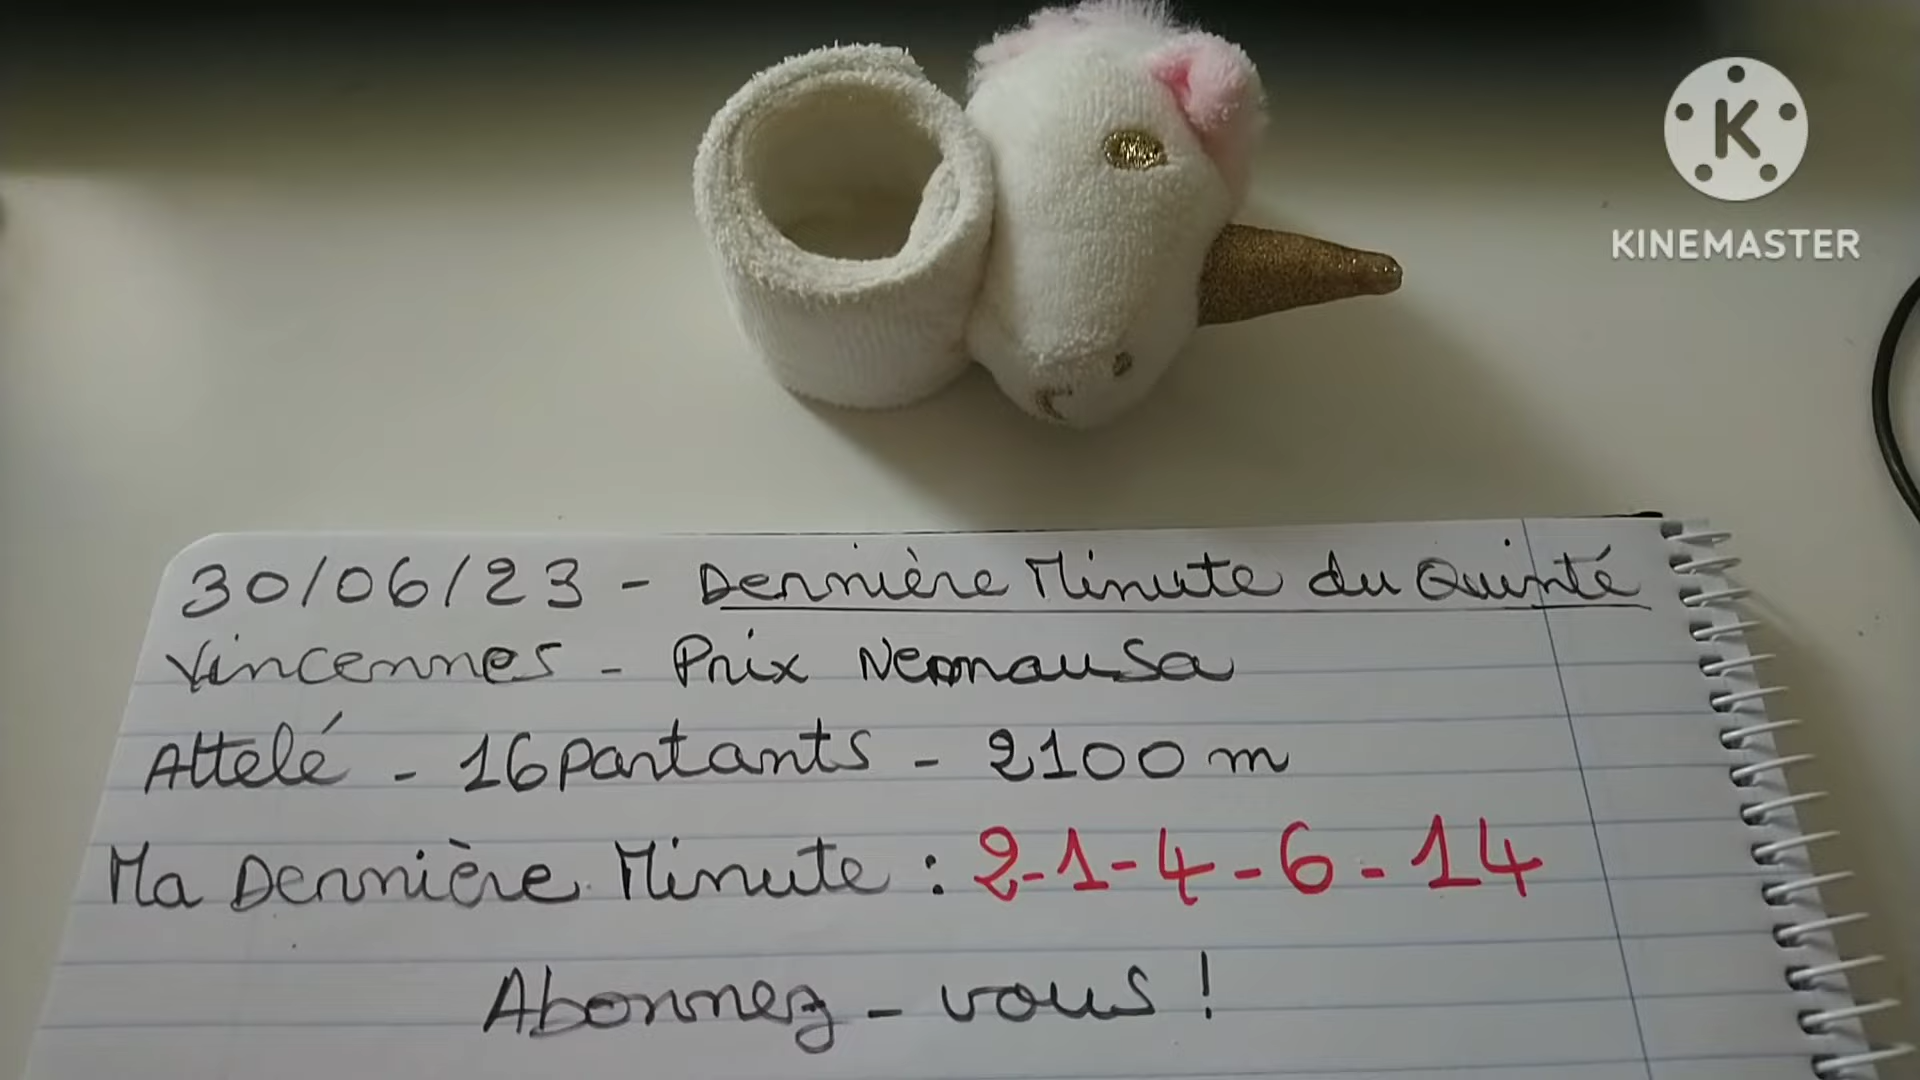 K
KINEMASTER
30/06/23 - Dernière Minute du Quinté
Vincennes - Prix Nemausa
Attelé - 16 partants - 2100 m
Ma Dernière Minute : 2-1-4-6-14
Abonnez-vous !